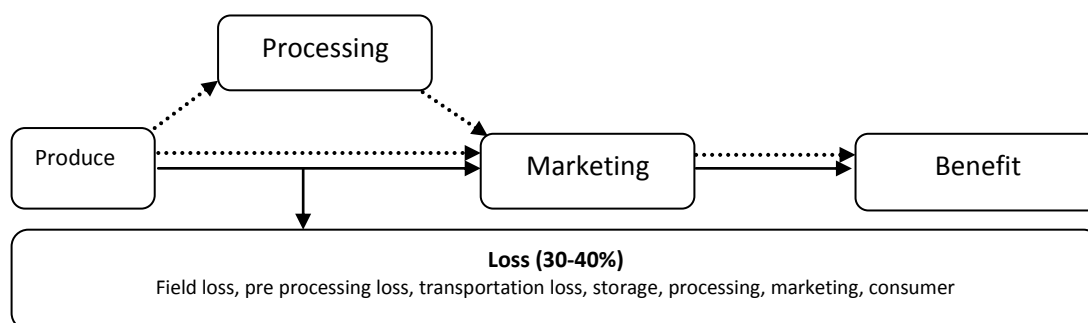 Processing
Produce
Marketing
Benefit
Loss (30-40%)
Field loss, pre processing loss, transportation loss, storage, processing, marketing, consumer